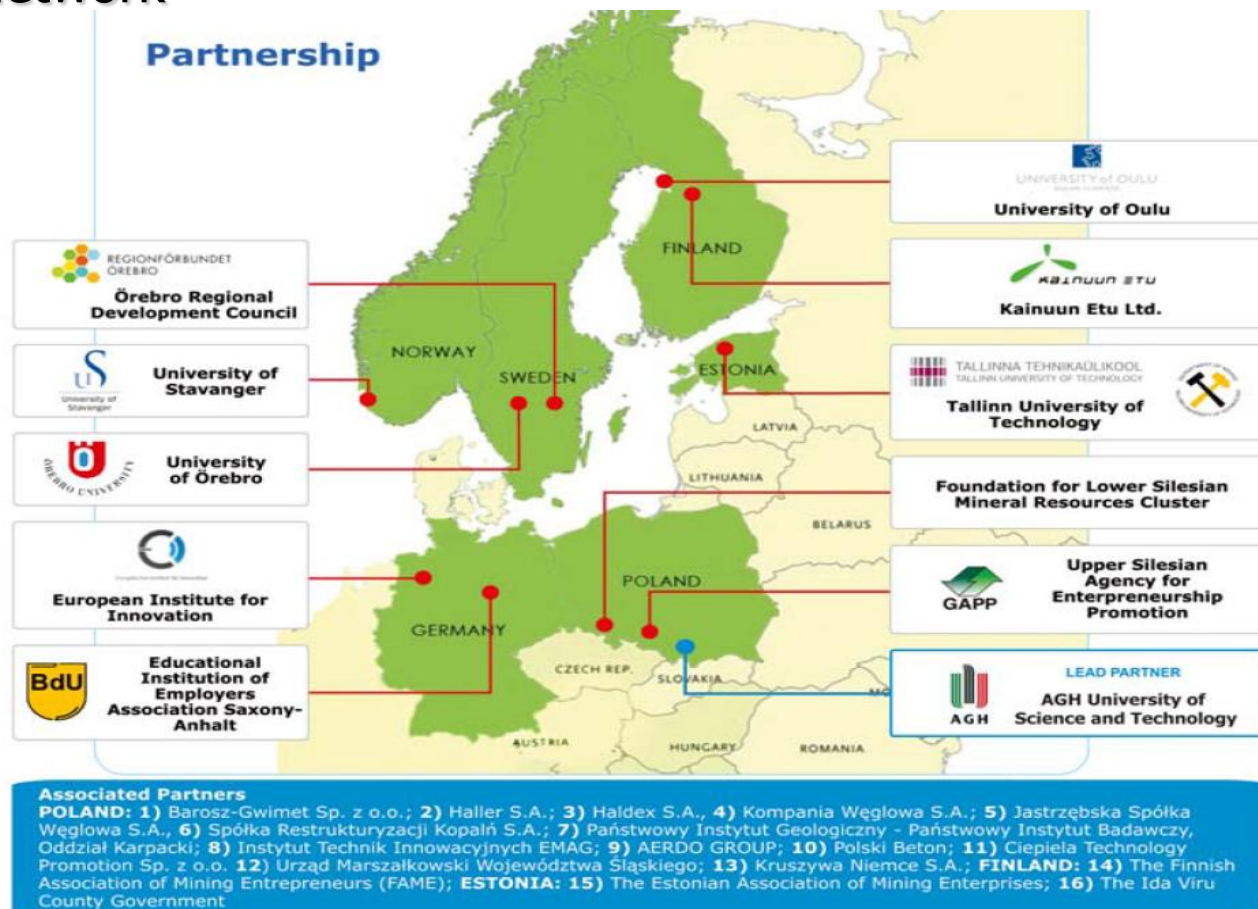 network
Partnership
UNIVERSITY of OULU
University of Oulu
KAINUUN ETU
Kainuun Etu Ltd.
TALLINNA TEHNIKAÜLIKOOL
TALLINN UNIVERSITY OF TECHNOLOGY
Tallinn University of
Technology
Foundation for Lower Silesian
Mineral Resources Cluster
GAPP
Upper Silesian
Agency for
Enterpreneurship
Promotion
LEAD PARTNER
AGH
AGH University of
Science and Technology
REGIONFÖRBUNDET
ÖREBRO
Örebro Regional
Development Council
US
University of
Stavanger
University of
Stavanger
ÖREBRO UNIVERSITY
University
of Örebro
European Institute for
Innovation
BdU
Educational
Institution of
Employers
Association Saxony-
Anhalt
FINLAND
NORWAY
SWEDEN
ESTONIA
LATVIA
LITHUANIA
BELARUS
POLAND
GERMANY
CZECH REP.
SLOVAKIA
MO
AUSTRIA
HUNGARY
ROMANIA
Associated Partners
POLAND: 1) Barosz-Gwimet Sp. z o.o.; 2) Haller S.A.; 3) Haldex S.A., 4) Kompania Węglowa S.A.; 5) Jastrzębska Spółka
Węglowa S.A., 6) Spółka Restrukturyzacji Kopalń S.A.; 7) Państwowy Instytut Geologiczny - Państwowy Instytut Badawczy,
Oddział Karpacki; 8) Instytut Technik Innowacyjnych EMAG; 9) AERDO GROUP; 10) Polski Beton; 11) Ciepiela Technology
Promotion Sp. z o.o. 12) Urząd Marszałkowski Województwa Śląskiego; 13) Kruszywa Niemce S.A.; FINLAND: 14) The Finnish
Association of Mining Entrepreneurs (FAME); ESTONIA: 15) The Estonian Association of Mining Enterprises; 16) The Ida Viru
County Government